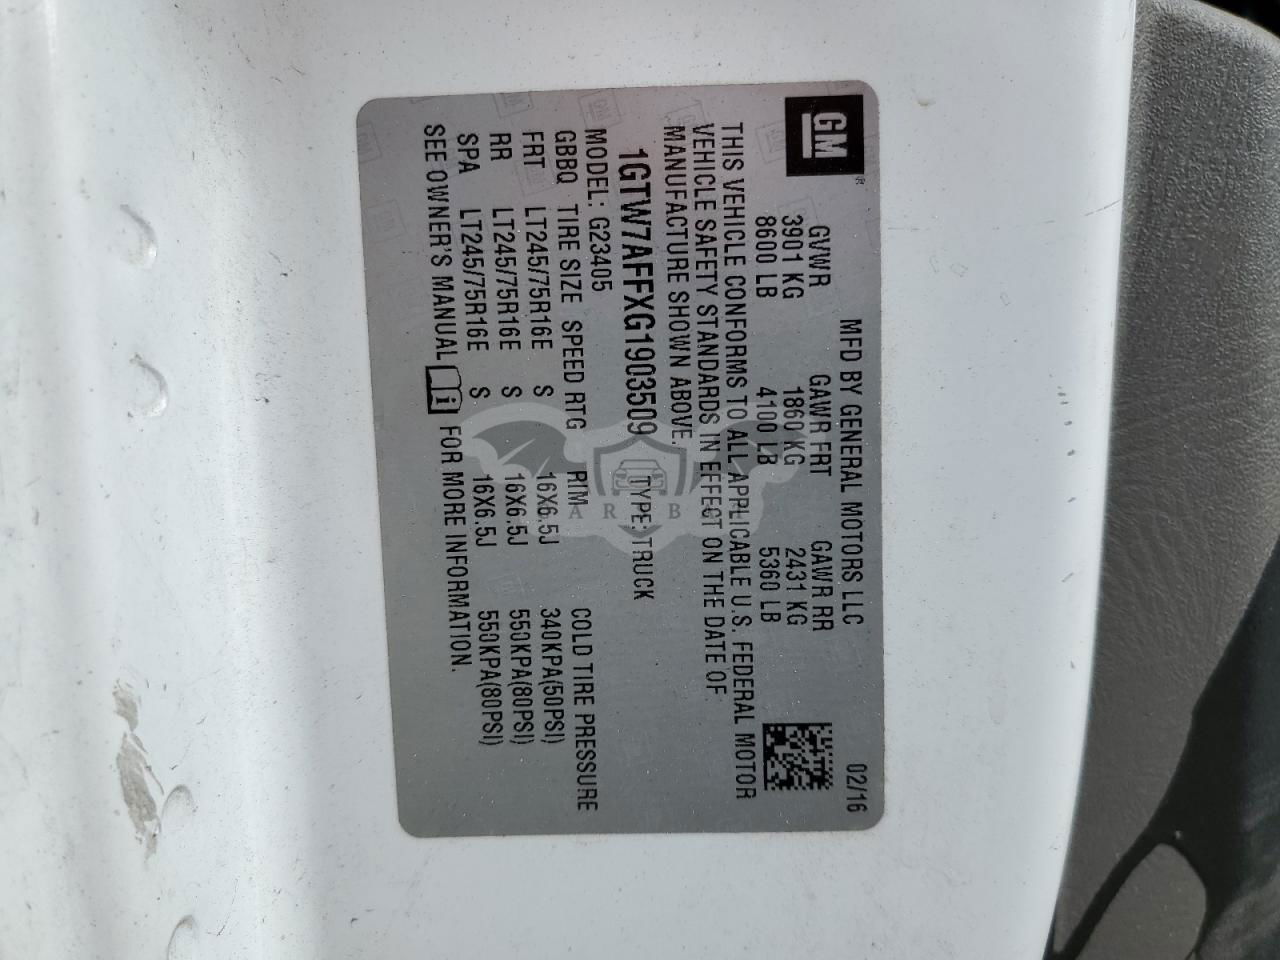 GM
MFD BY GENERAL MOTORS LLC 02/16
GVWR GAWR FRT GAWR RR
3901 KG 1860 KG 2431 KG
8600 LB 4100 LB 5360 LB
THIS VEHICLE CONFORMS TO ALL APPLICABLE U.S. FEDERAL MOTOR
VEHICLE SAFETY STANDARDS IN EFFECT ON THE DATE OF
MANUFACTURE SHOWN ABOVE.
1GTW7AFFXG1903509 TYPE: TRUCK
MODEL: G23405
GBBQ TIRE SIZE SPEED RTG RIM COLD TIRE PRESSURE
FRT LT245/75R16E S 16X6.5J 340KPA(50PSI)
RR LT245/75R16E S 16X6.5J 550KPA(80PSI)
SPA LT245/75R16E S 16X6.5J 550KPA(80PSI)
SEE OWNER'S MANUAL i FOR MORE INFORMATION.